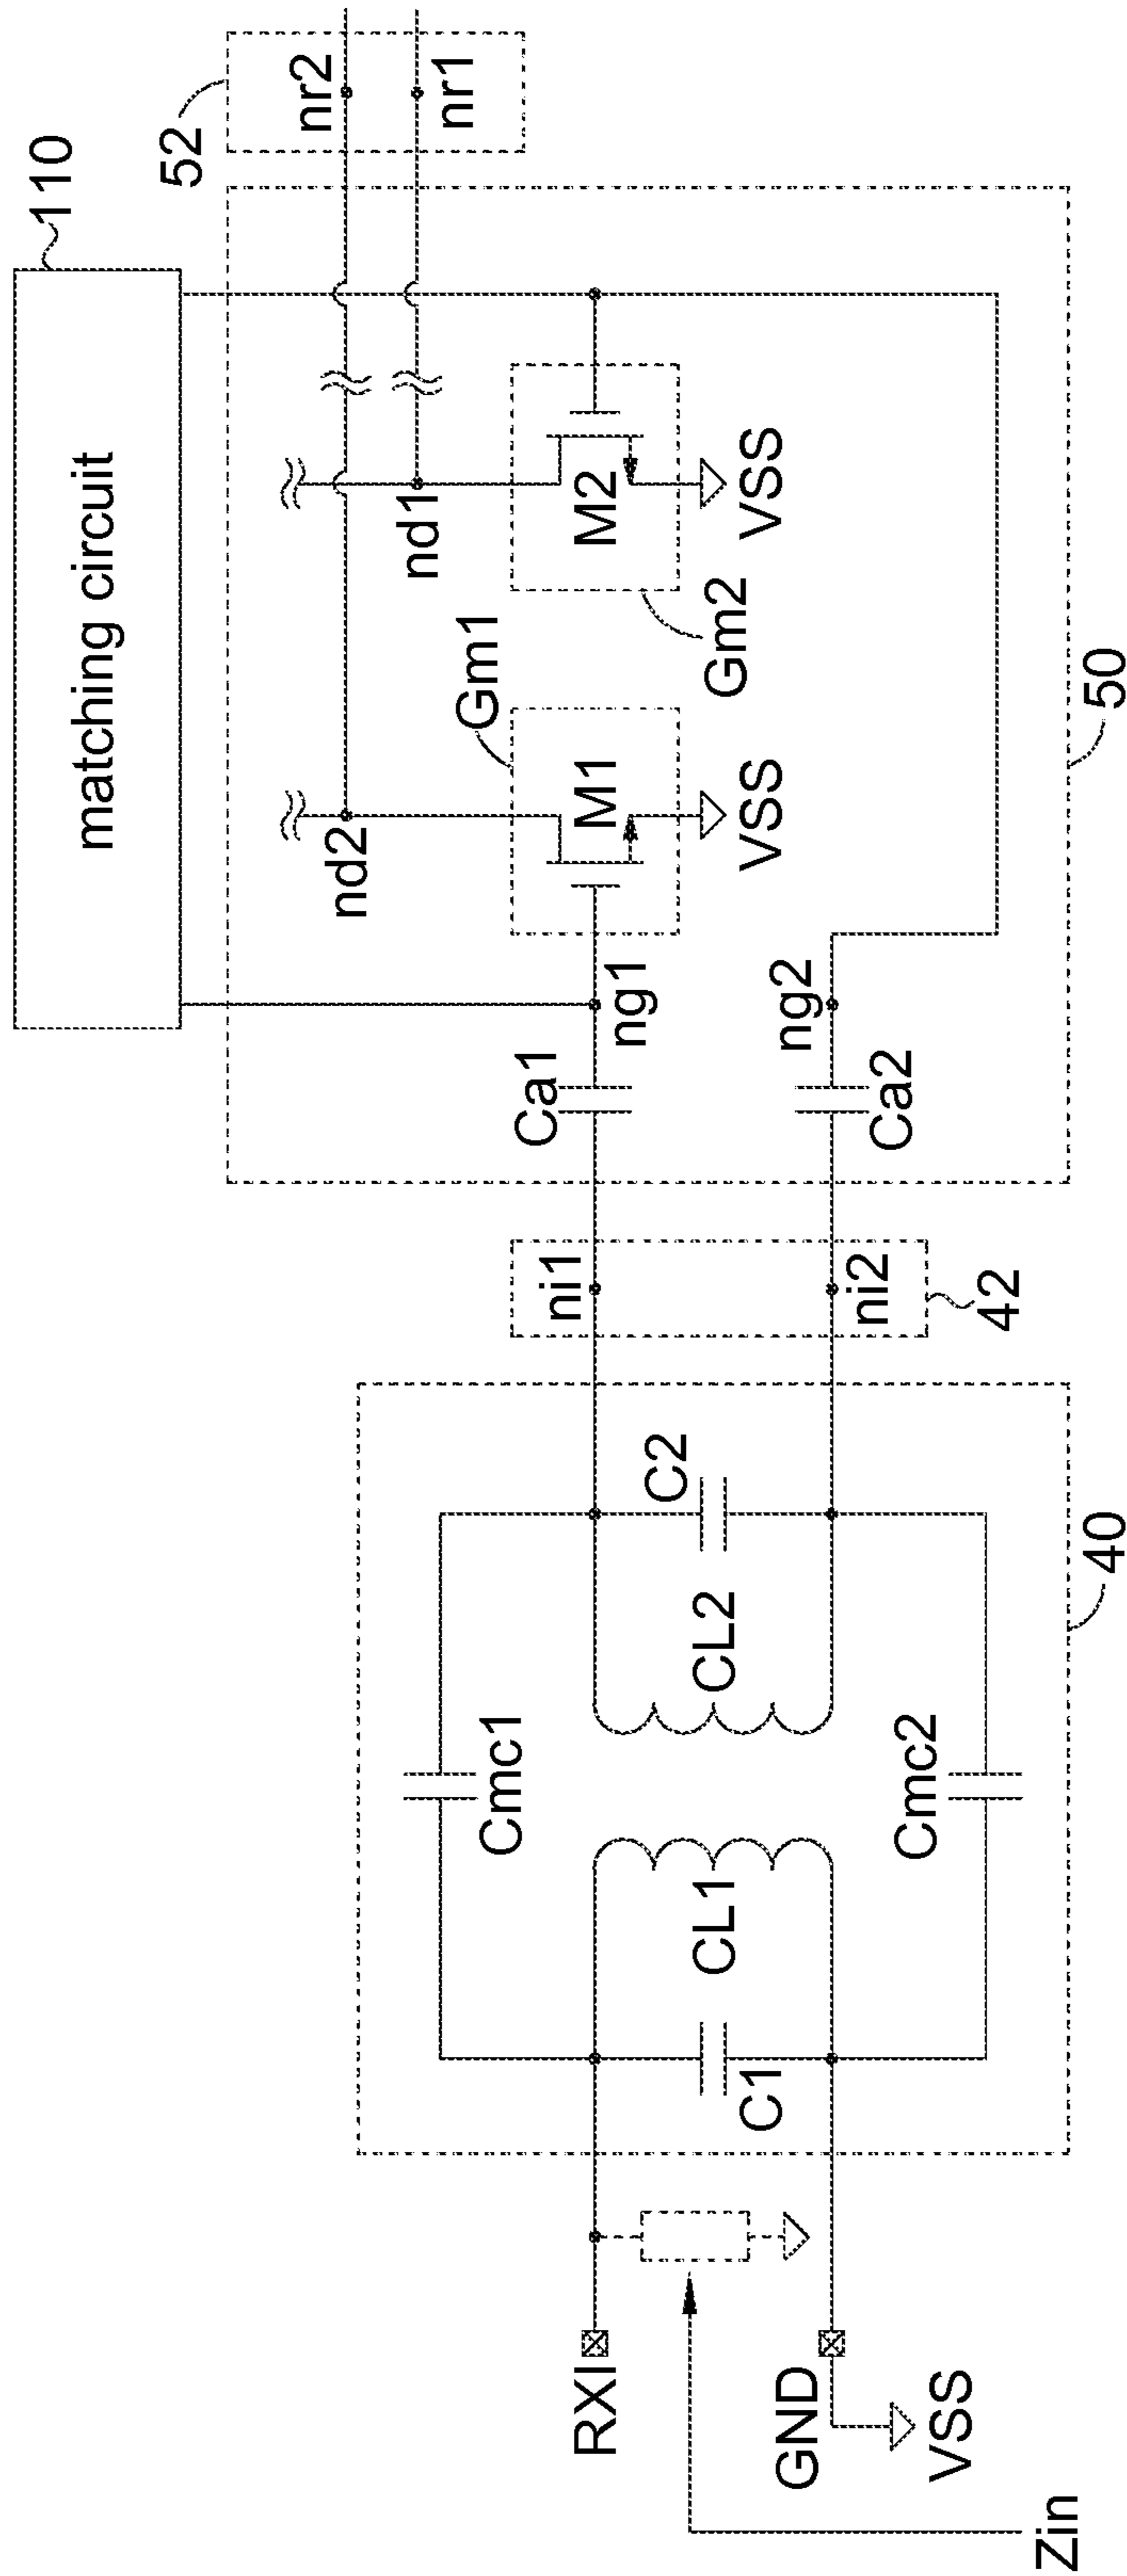 matching circuit
110
52
nr2
nr1
nd2
nd1
Gm1
M1
M2
Gm2
VSS
VSS
ng1
Ca1
ng2
Ca2
50
ni1
ni2
42
Cmc1
C2
CL2
CL1
C1
Cmc2
40
RXI
GND
VSS
Zin